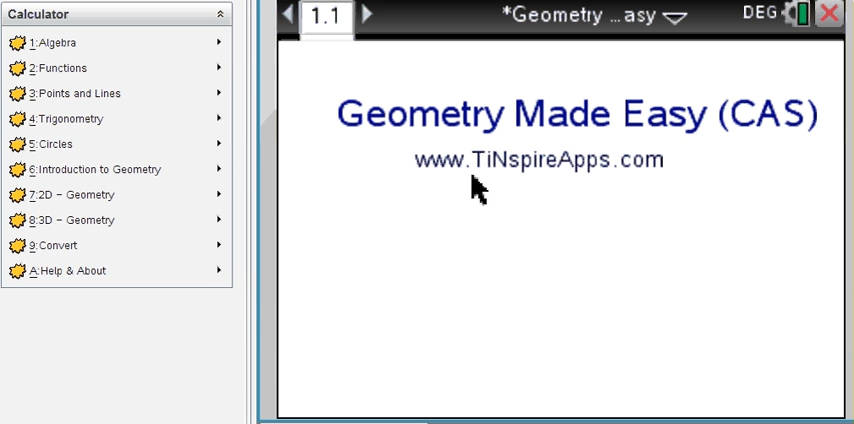 Calculator
1:Algebra
2:Functions
3:Points and Lines
4:Trigonometry
5:Circles
6:Introduction to Geometry
7:2D – Geometry
8:3D – Geometry
9:Convert
A:Help & About
1.1
*Geometry ...asy
DEG
Geometry Made Easy (CAS)
www.TiNspireApps.com